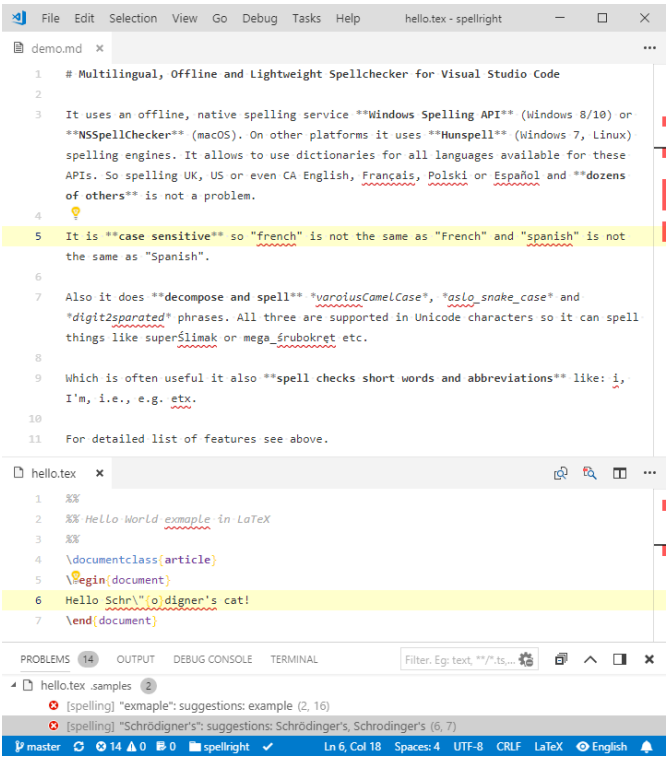 File Edit Selection View Go Debug Tasks Help hello.tex - spellright
demo.md
1 # Multilingual, Offline and Lightweight Spellchecker for Visual Studio Code
2
3 It uses an offline, native spelling service **Windows Spelling API** (Windows 8/10) or
**NSSpellChecker** (macOS). On other platforms it uses **Hunspell** (Windows 7, Linux)
spelling engines. It allows to use dictionaries for all languages available for these
APIs. So spelling UK, US or even CA English, Français, Polski or Español and **dozens
of others** is not a problem.
4
5 It is **case sensitive** so "french" is not the same as "French" and "spanish" is not
the same as "Spanish".
6
7 Also it does **decompose and spell** *varoiusCamelCase*, *aslo_snake_case* and
*digit2sparated* phrases. All three are supported in Unicode characters so it can spell
things like superŚlimak or mega_śrubokręt etc.
8
9 Which is often useful it also **spell checks short words and abbreviations** like: i,
I'm, i.e., e.g. etx.
10
11 For detailed list of features see above.
hello.tex
1 %%
2 %% Hello World exmaple in LaTeX
3 %%
4 \documentclass{article}
5 \begin{document}
6 Hello Schr\"{o}digner's cat!
7 \end{document}
PROBLEMS 14 OUTPUT DEBUG CONSOLE TERMINAL Filter. Eg: text, **/*.ts,...
hello.tex .samples 2
[spelling] "exmaple": suggestions: example (2, 16)
[spelling] "Schrödigner's": suggestions: Schrödinger's, Schrodinger's (6, 7)
master 14 0 0 spellright Ln 6, Col 18 Spaces: 4 UTF-8 CRLF LaTeX English